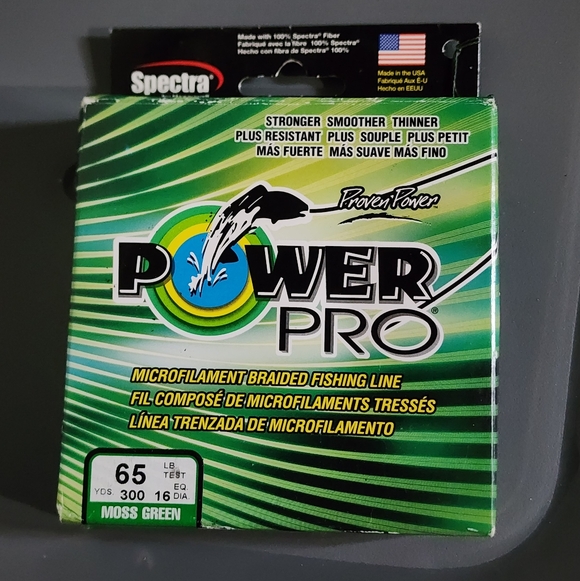 Made with 100% Spectra® Fiber
Fabriqué avec la fibre 100% Spectra®
Hecho con fibra de Spectra® 100%
Made in the USA
Fabriqué Aux É-U
Hecho en EEUU
Spectra®
STRONGER SMOOTHER THINNER
PLUS RESISTANT PLUS SOUPLE PLUS PETIT
MÁS FUERTE MÁS SUAVE MÁS FINO
Proven Power™
POWER
PRO®
MICROFILAMENT BRAIDED FISHING LINE
FIL COMPOSÉ DE MICROFILAMENTS TRESSÉS
LÍNEA TRENZADA DE MICROFILAMENTO
65 LB TEST
YDS. 300 16 EQ. DIA.
MOSS GREEN